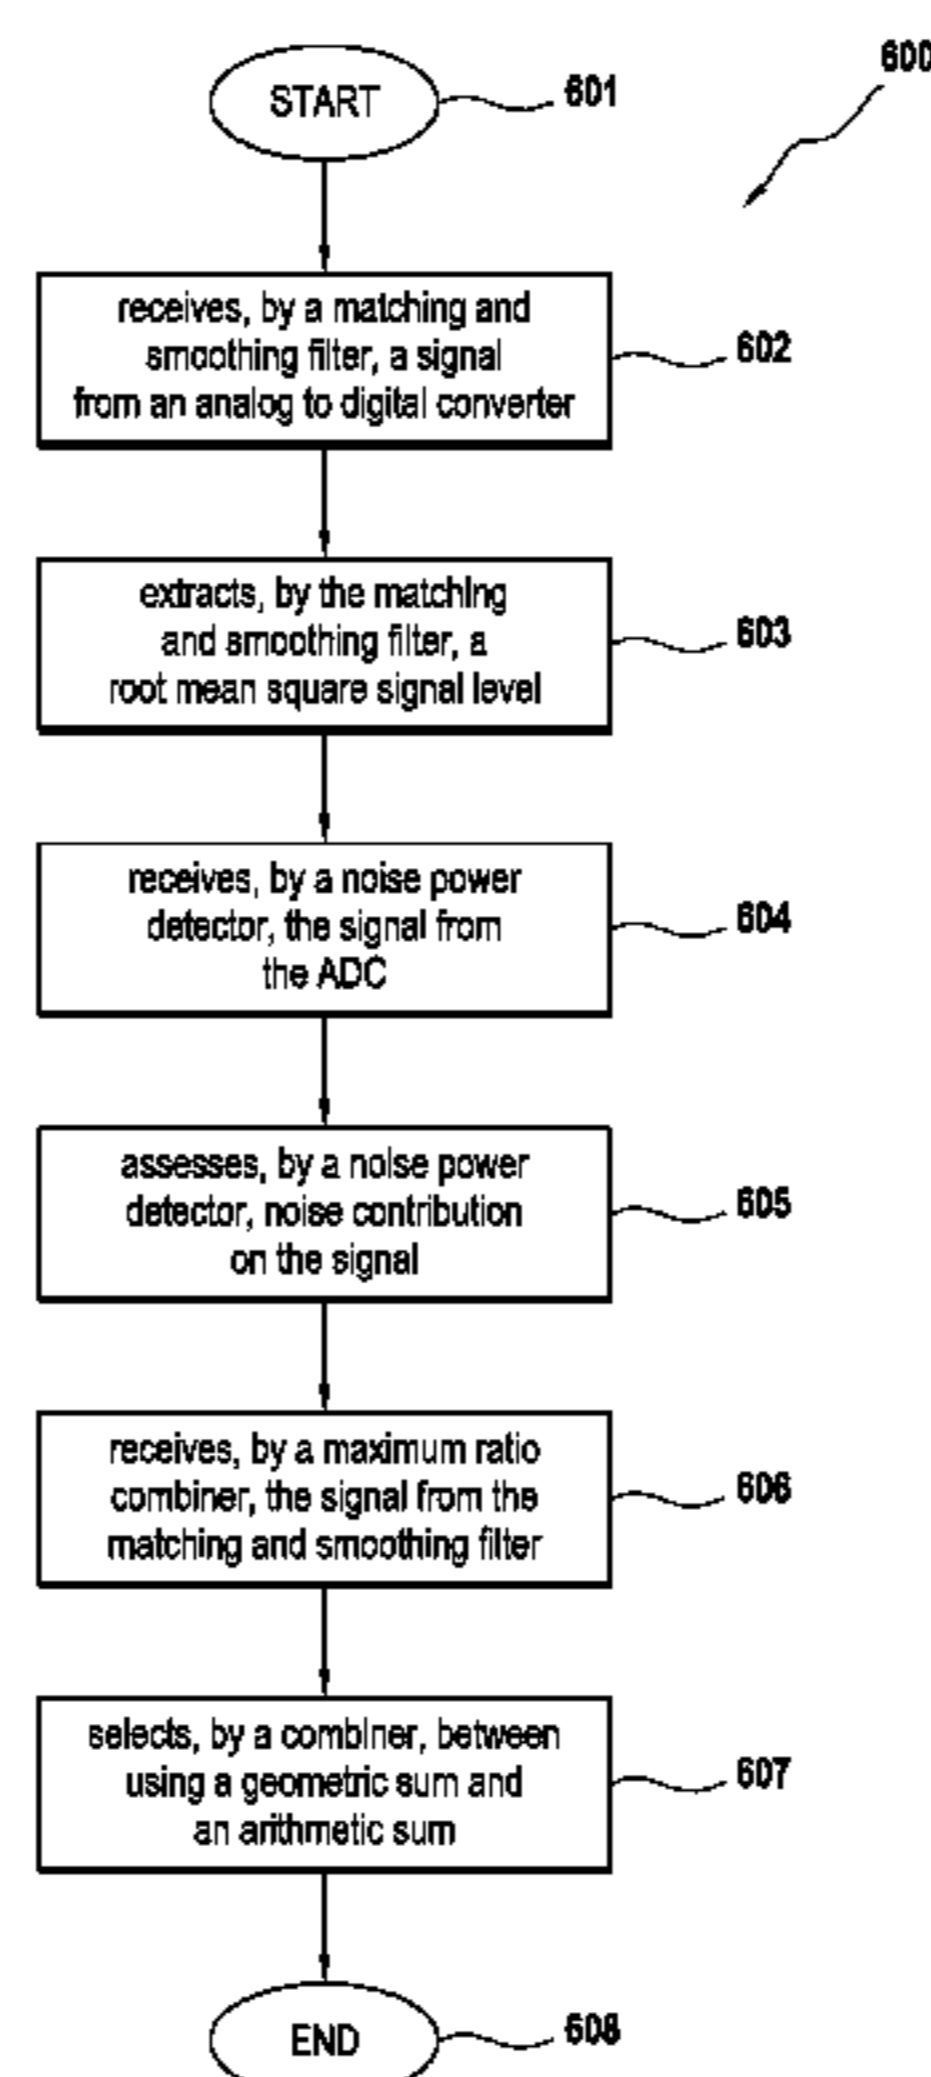 600
START
601
receives, by a matching and
smoothing filter, a signal
from an analog to digital converter
602
extracts, by the matching
and smoothing filter, a
root mean square signal level
603
receives, by a noise power
detector, the signal from
the ADC
604
assesses, by a noise power
detector, noise contribution
on the signal
605
receives, by a maximum ratio
combiner, the signal from the
matching and smoothing filter
606
selects, by a combiner, between
using a geometric sum and
an arithmetic sum
607
END
608